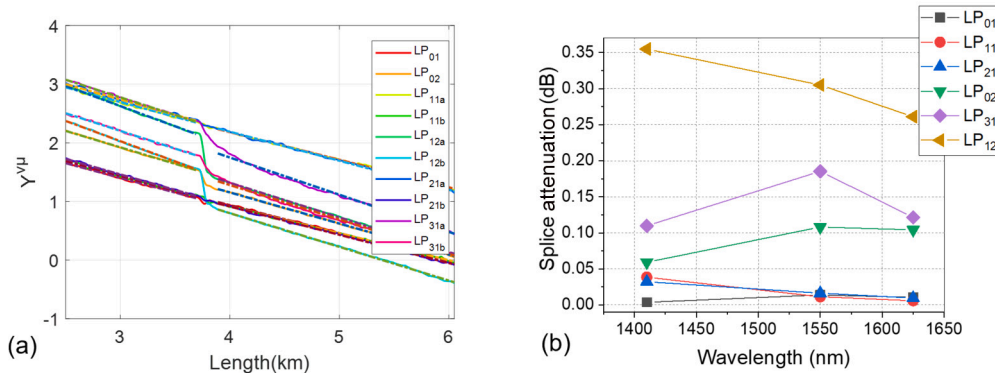 4
3
2
1
0
-1
Y^νμ
3
4
5
6
Length(km)
(a)
LP01
LP02
LP11a
LP11b
LP12a
LP12b
LP21a
LP21b
LP31a
LP31b
0.35
0.30
0.25
0.20
0.15
0.10
0.05
0.00
Splice attenuation(dB)
1400
1450
1500
1550
1600
1650
Wavelength (nm)
(b)
LP01
LP11
LP21
LP02
LP31
LP12